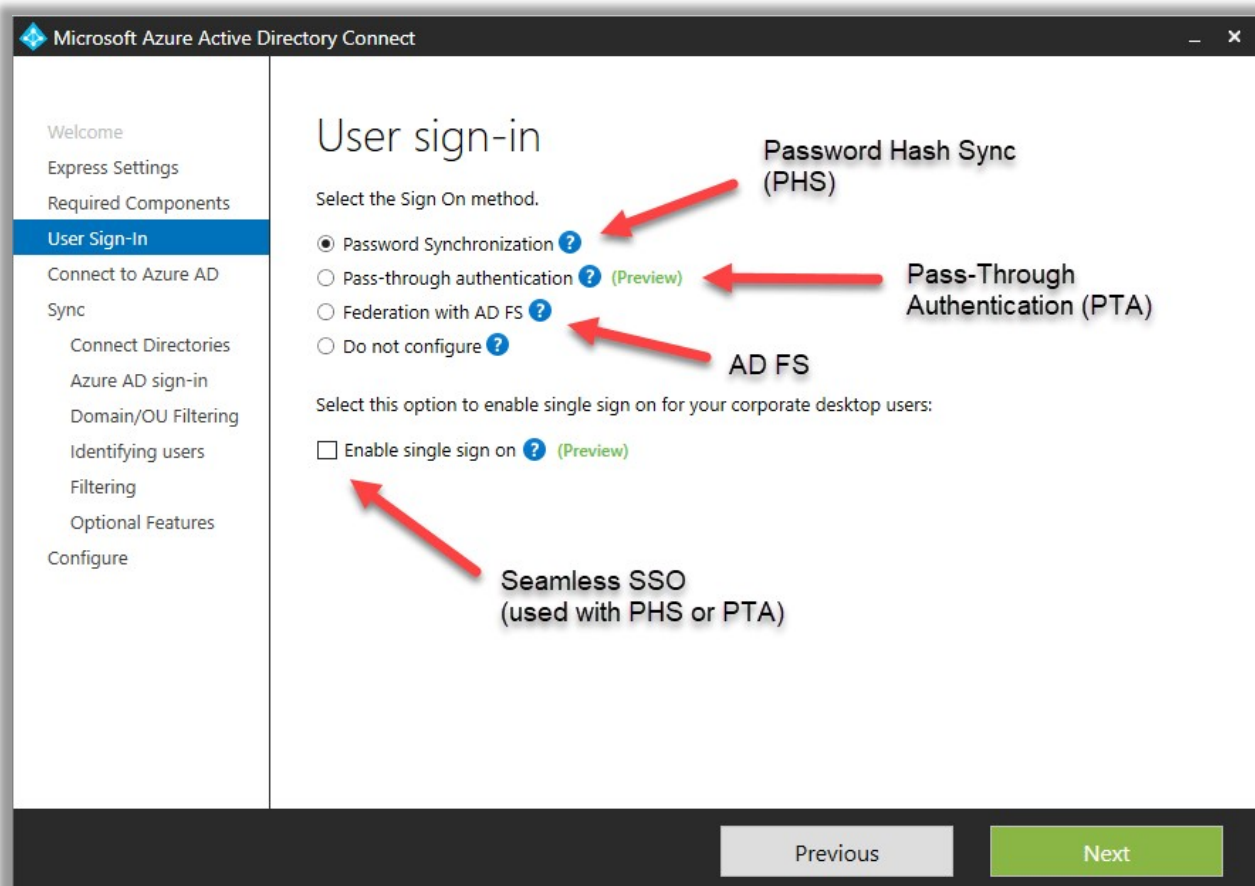 Microsoft Azure Active Directory Connect
Welcome
Express Settings
Required Components
User Sign-In
Connect to Azure AD
Sync
Connect Directories
Azure AD sign-in
Domain/OU Filtering
Identifying users
Filtering
Optional Features
Configure
User sign-in
Select the Sign On method.
Password Synchronization ?
Pass-through authentication ? (Preview)
Federation with AD FS ?
Do not configure ?
Select this option to enable single sign on for your corporate desktop users:
Enable single sign on ? (Preview)
Password Hash Sync
(PHS)
Pass-Through
Authentication (PTA)
AD FS
Seamless SSO
(used with PHS or PTA)
Previous
Next